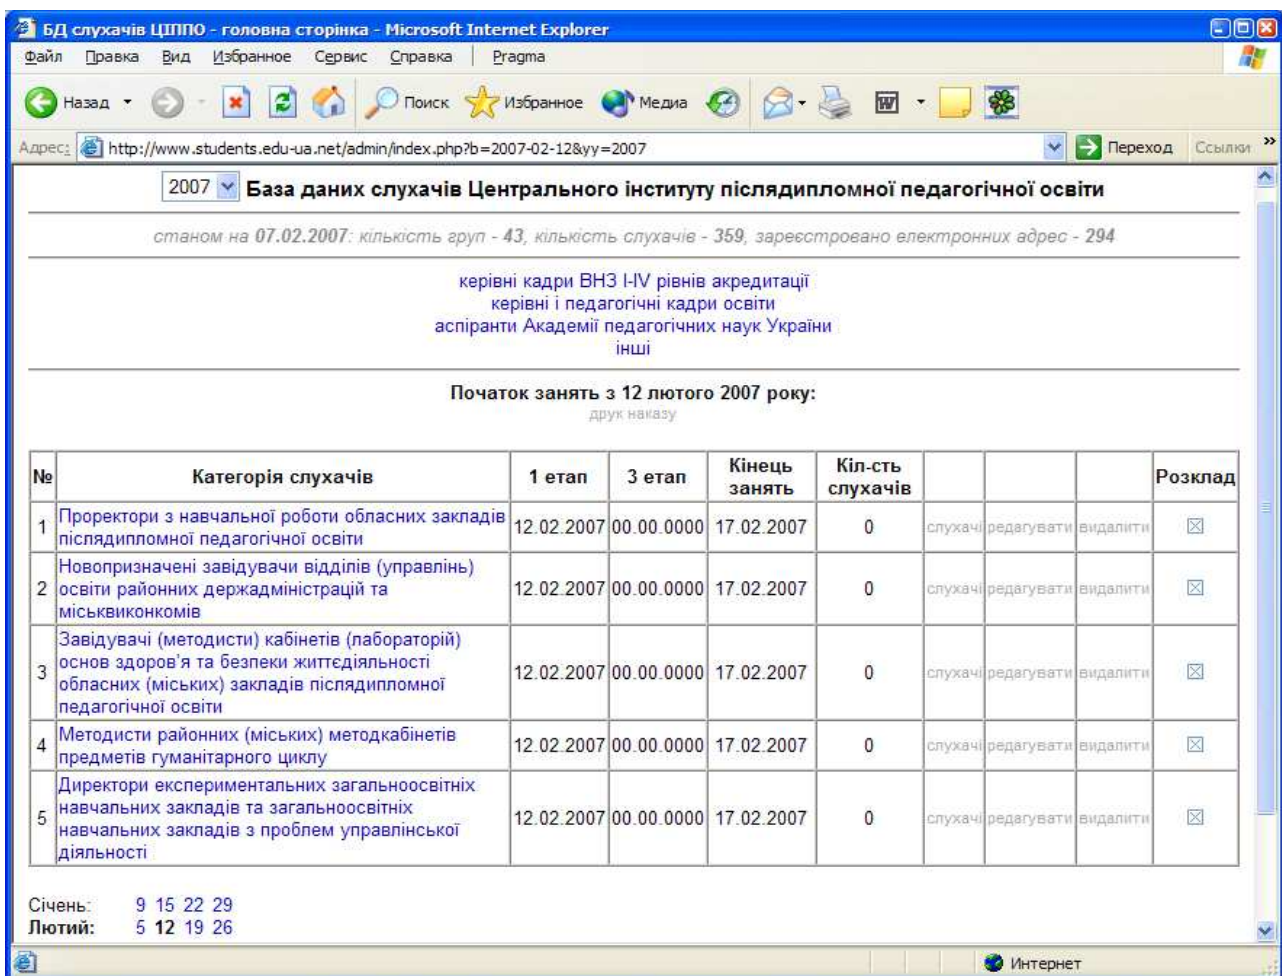 БД слухачів ЦІППО - головна сторінка - Microsoft Internet Explorer
Файл Правка Вид Избранное Сервис Справка Pragma
Назад Поиск Избранное Медиа
Адрес: http://www.students.edu-ua.net/admin/index.php?b=2007-02-12&yy=2007 Переход Ссылки »
2007 База даних слухачів Центрального інституту післядипломної педагогічної освіти
станом на 07.02.2007: кількість груп - 43, кількість слухачів - 359, зареєстровано електронних адрес - 294
керівні кадри ВНЗ I-IV рівнів акредитації
керівні і педагогічні кадри освіти
аспіранти Академії педагогічних наук України
інші
Початок занять з 12 лютого 2007 року:
друк наказу
№ Категорія слухачів 1 етап 3 етап Кінець занять Кіл-сть слухачів Розклад
1 Проректори з навчальної роботи обласних закладів
післядипломної педагогічної освіти 12.02.2007 00.00.0000 17.02.2007 0 слухачі редагувати видалити
Новопризначені завідувачи відділів (управлінь)
2 освіти районних держадміністрацій та 12.02.2007 00.00.0000 17.02.2007 0 слухачі редагувати видалити
міськвиконкомів
Завідувачі (методисти) кабінетів (лабораторій)
3 основ здоров'я та безпеки життєдіяльності 12.02.2007 00.00.0000 17.02.2007 0 слухачі редагувати видалити
обласних (міських) закладів післядипломної
педагогічної освіти
4 Методисти районних (міських) методкабінетів
предметів гуманітарного циклу 12.02.2007 00.00.0000 17.02.2007 0 слухачі редагувати видалити
Директори експериментальних загальноосвітніх
навчальних закладів та загальноосвітніх
5 навчальних закладів з проблем управлінської 12.02.2007 00.00.0000 17.02.2007 0 слухачі редагувати видалити
діяльності
Січень: 9 15 22 29
Лютий: 5 12 19 26
Интернет